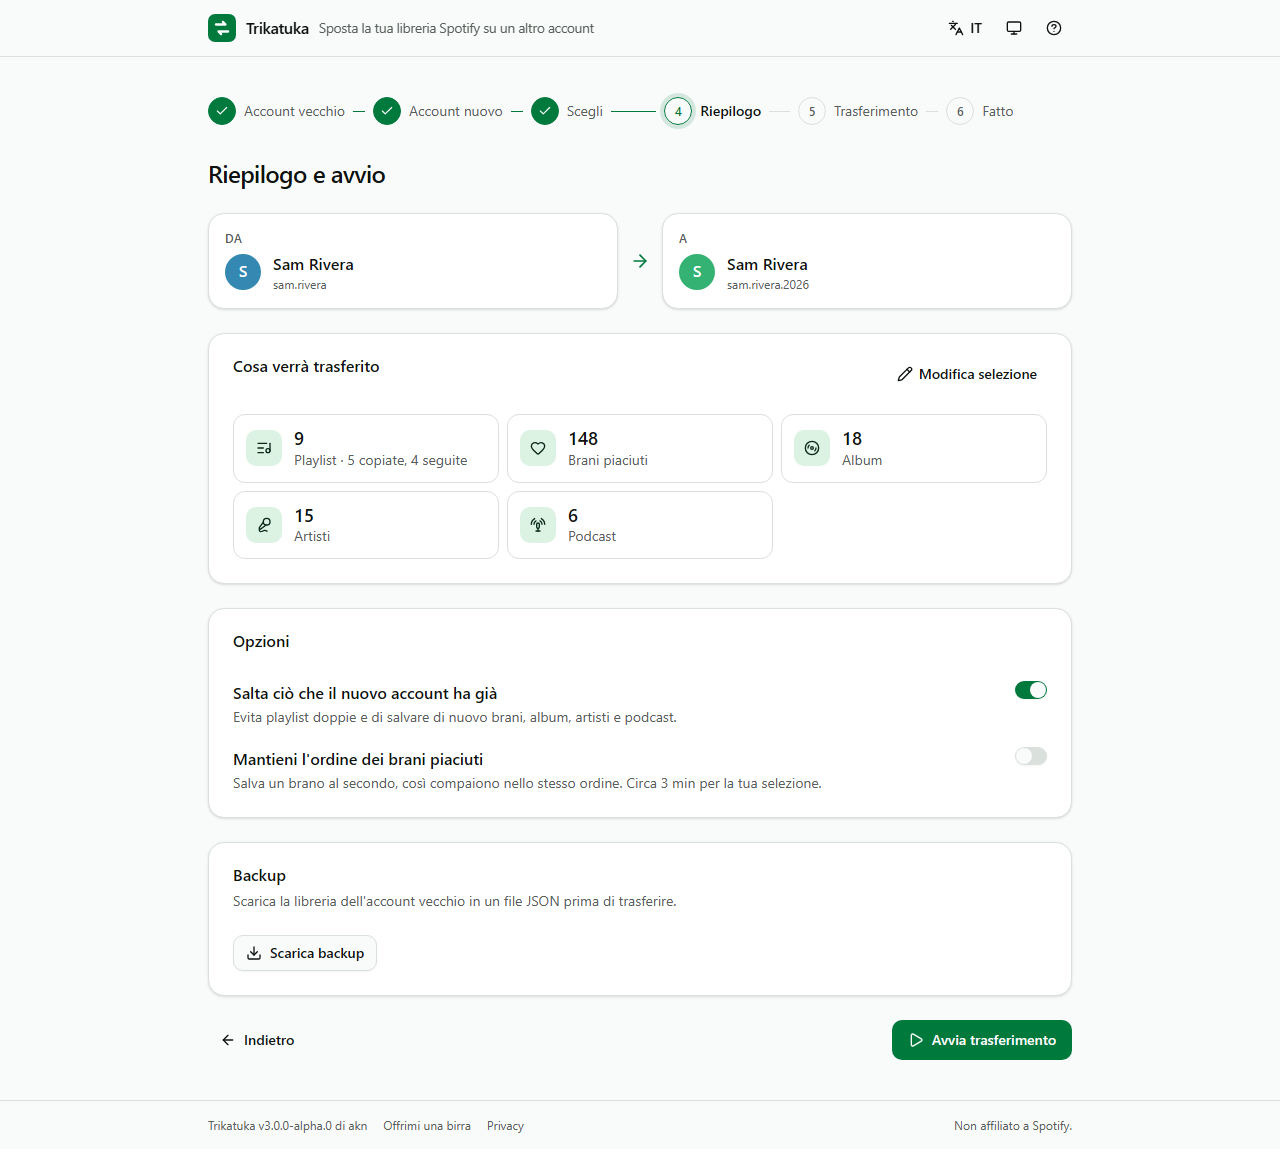 Trikatuka Sposta la tua libreria Spotify su un altro account IT
Account vecchio Account nuovo Scegli 4 Riepilogo 5 Trasferimento 6 Fatto
Riepilogo e avvio
DA
S Sam Rivera
sam.rivera
A
S Sam Rivera
sam.rivera.2026
Cosa verrà trasferito
Modifica selezione
9
Playlist · 5 copiate, 4 seguite
148
Brani piaciuti
18
Album
15
Artisti
6
Podcast
Opzioni
Salta ciò che il nuovo account ha già
Evita playlist doppie e di salvare di nuovo brani, album, artisti e podcast.
Mantieni l'ordine dei brani piaciuti
Salva un brano al secondo, così compaiono nello stesso ordine. Circa 3 min per la tua selezione.
Backup
Scarica la libreria dell'account vecchio in un file JSON prima di trasferire.
Scarica backup
Indietro
Avvia trasferimento
Trikatuka v3.0.0-alpha.0 di akn Offrimi una birra Privacy Non affiliato a Spotify.